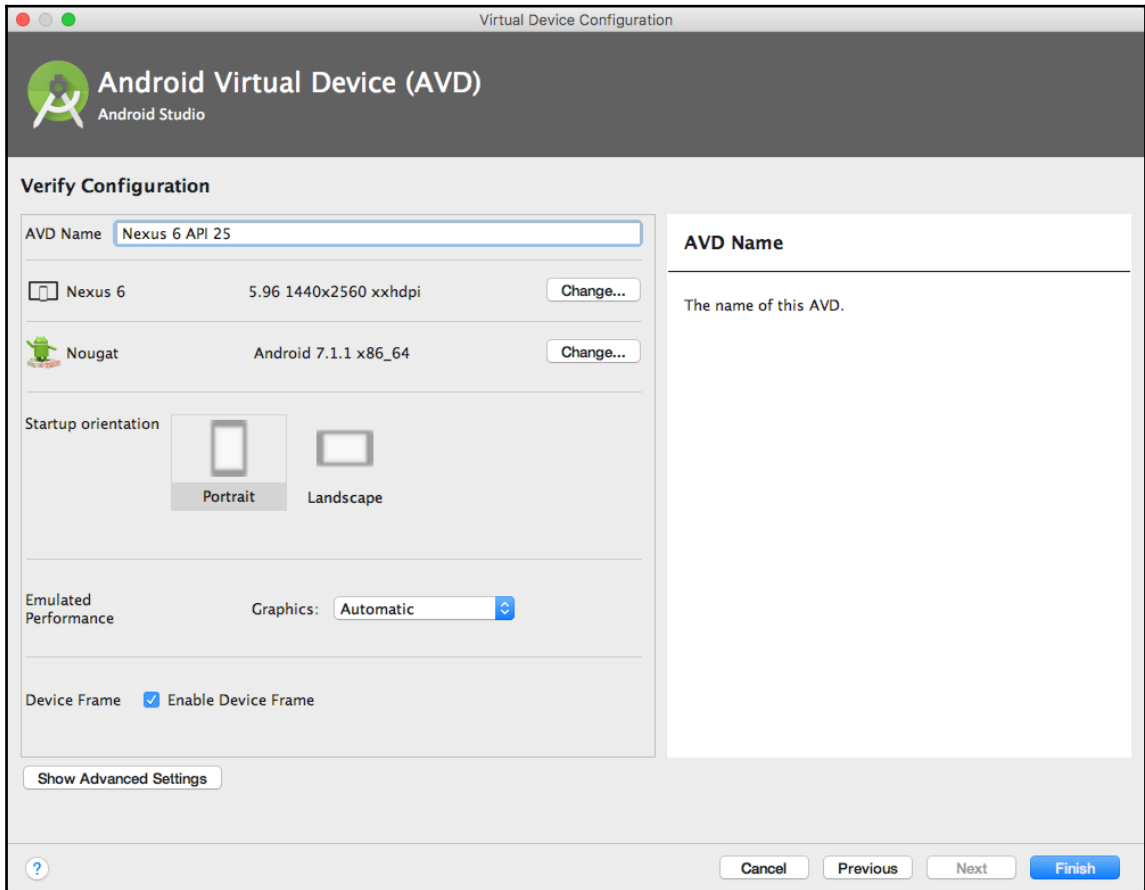 Virtual Device Configuration
Android Virtual Device (AVD)
Android Studio
Verify Configuration
AVD Name Nexus 6 API 25
Nexus 6 5.96 1440x2560 xxhdpi Change...
Nougat Android 7.1.1 x86_64 Change...
Startup orientation
Portrait Landscape
Emulated
Performance
Graphics: Automatic
Device Frame Enable Device Frame
Show Advanced Settings
AVD Name
The name of this AVD.
? Cancel Previous Next Finish